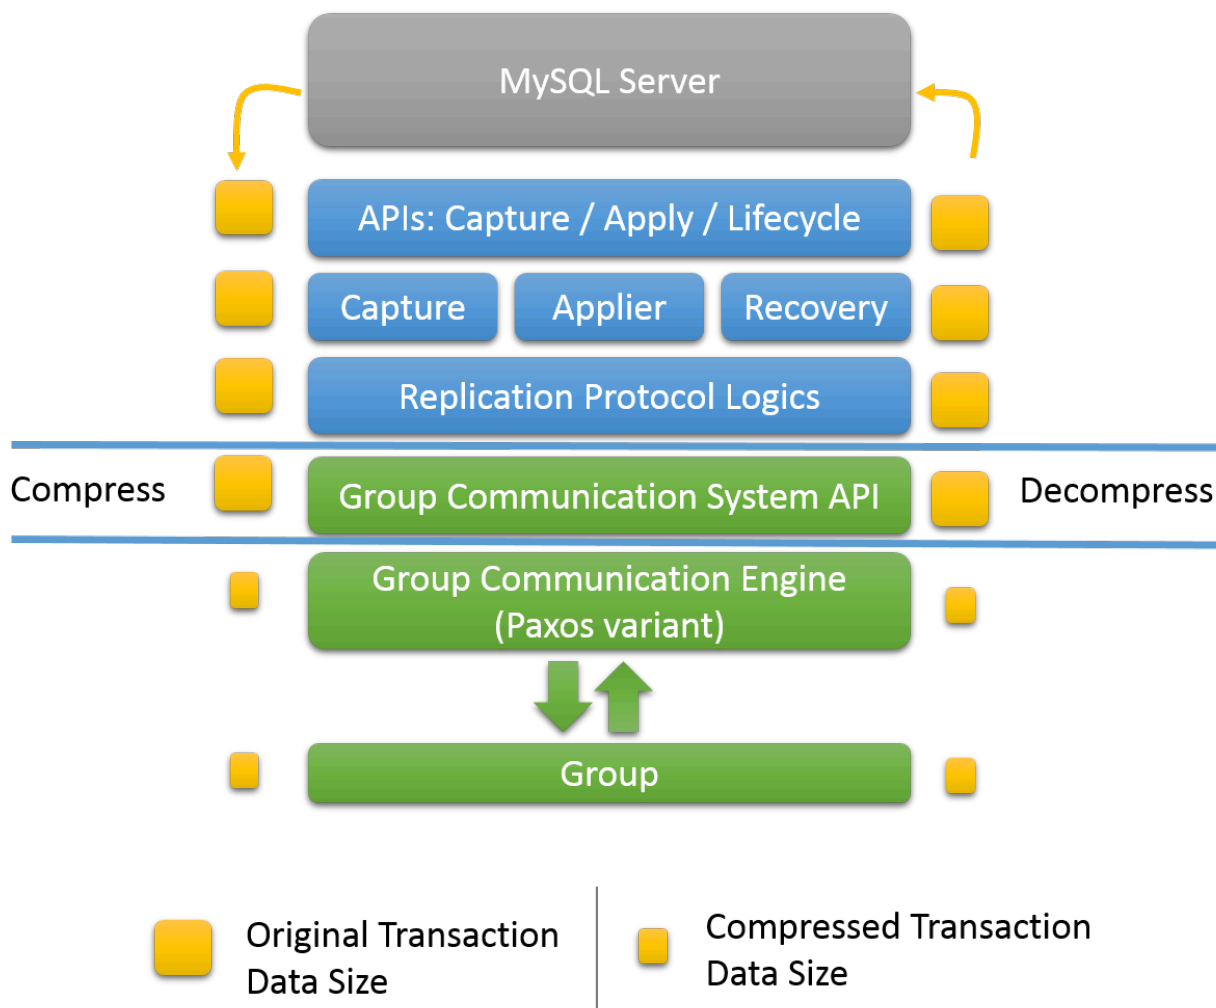 MySQL Server
APIs: Capture / Apply / Lifecycle
Capture
Applier
Recovery
Replication Protocol Logics
Compress
Group Communication System API
Decompress
Group Communication Engine
(Paxos variant)
Group
Original Transaction
Data Size
Compressed Transaction
Data Size